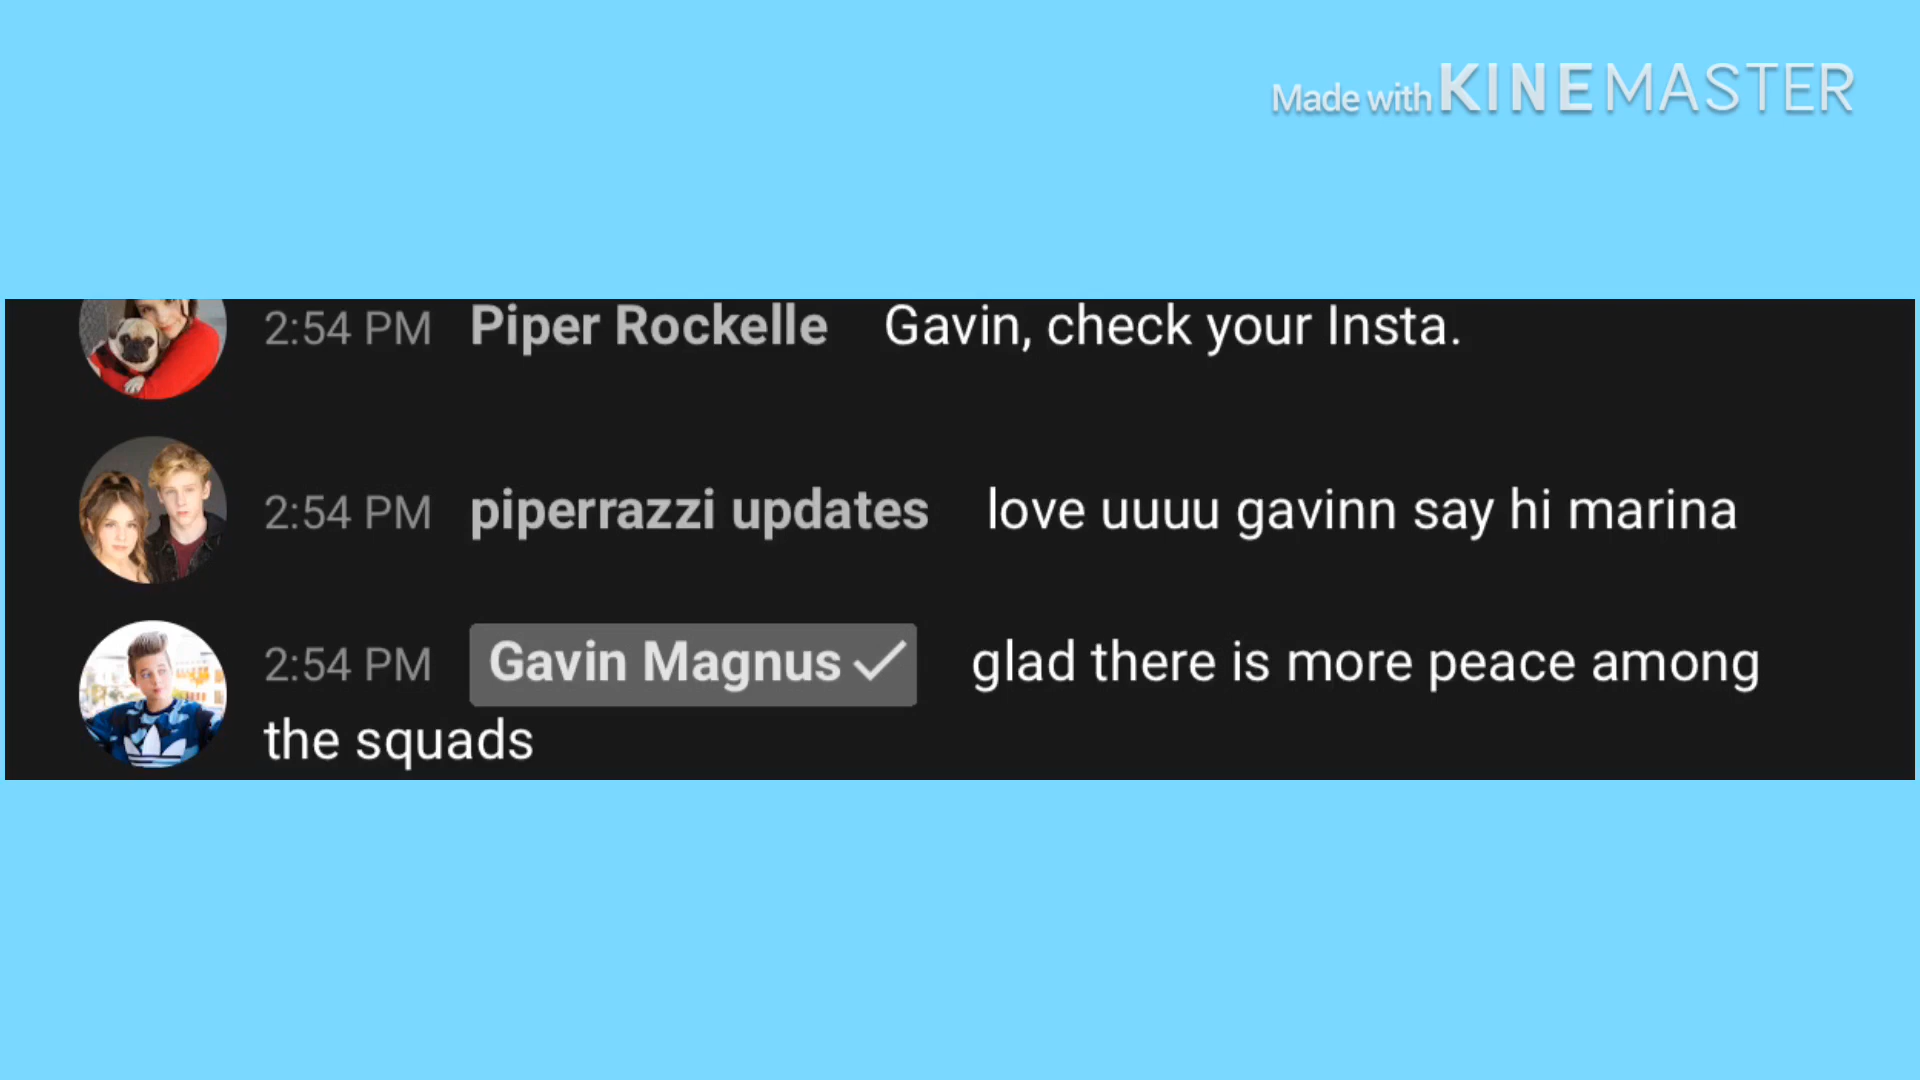 Made with KINEMASTER
2:54 PM Piper Rockelle Gavin, check your Insta.
2:54 PM piperrazzi updates love uuuu gavinn say hi marina
2:54 PM Gavin Magnus glad there is more peace among
the squads